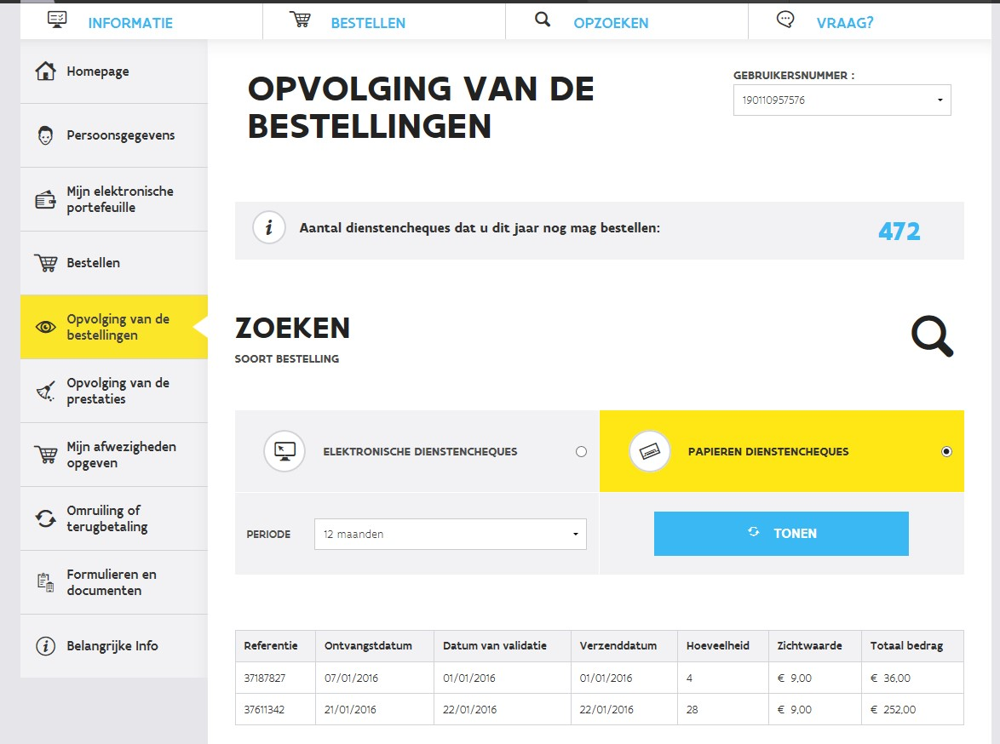 INFORMATIE BESTELLEN OPZOEKEN VRAAG?
Homepage
Persoonsgegevens
Mijn elektronische
portefeuille
Bestellen
Opvolging van de
bestellingen
Opvolging van de
prestaties
Mijn afwezigheden
opgeven
Omruiling of
terugbetaling
Formulieren en
documenten
Belangrijke Info
OPVOLGING VAN DE
BESTELLINGEN
GEBRUIKERSNUMMER :
190110957576
Aantal dienstencheques dat u dit jaar nog mag bestellen: 472
ZOEKEN
SOORT BESTELLING
ELEKTRONISCHE DIENSTENCHEQUES
PAPIEREN DIENSTENCHEQUES
PERIODE 12 maanden
TONEN
Referentie Ontvangstdatum Datum van validatie Verzenddatum Hoeveelheid Zichtwaarde Totaal bedrag
37187827 07/01/2016 01/01/2016 01/01/2016 4 € 9,00 € 36,00
37611342 21/01/2016 22/01/2016 22/01/2016 28 € 9,00 € 252,00